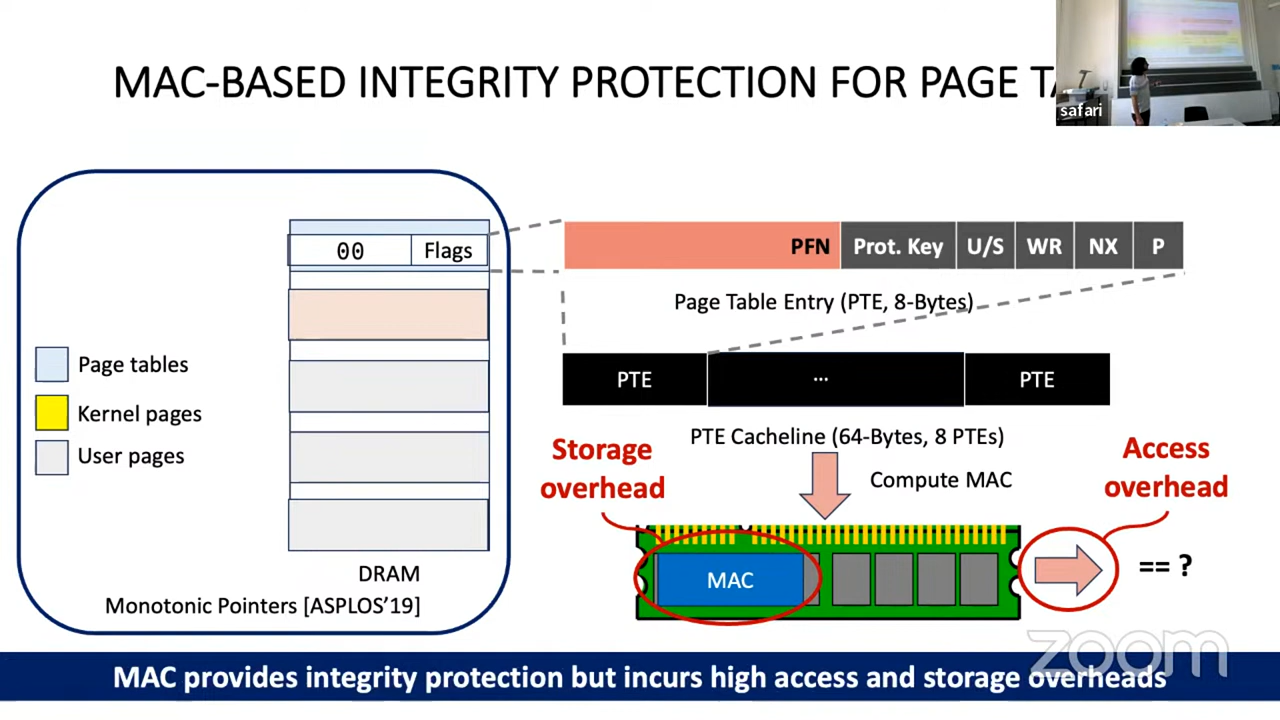 MAC-BASED INTEGRITY PROTECTION FOR PAGE TA
safari
00 Flags
PFN Prot. Key U/S WR NX P
Page Table Entry (PTE, 8-Bytes)
Page tables
Kernel pages
User pages
PTE ... PTE
PTE Cacheline (64-Bytes, 8 PTEs)
Storage
overhead
Access
overhead
Compute MAC
MAC
== ?
DRAM
Monotonic Pointers [ASPLOS'19]
zoom
MAC provides integrity protection but incurs high access and storage overheads